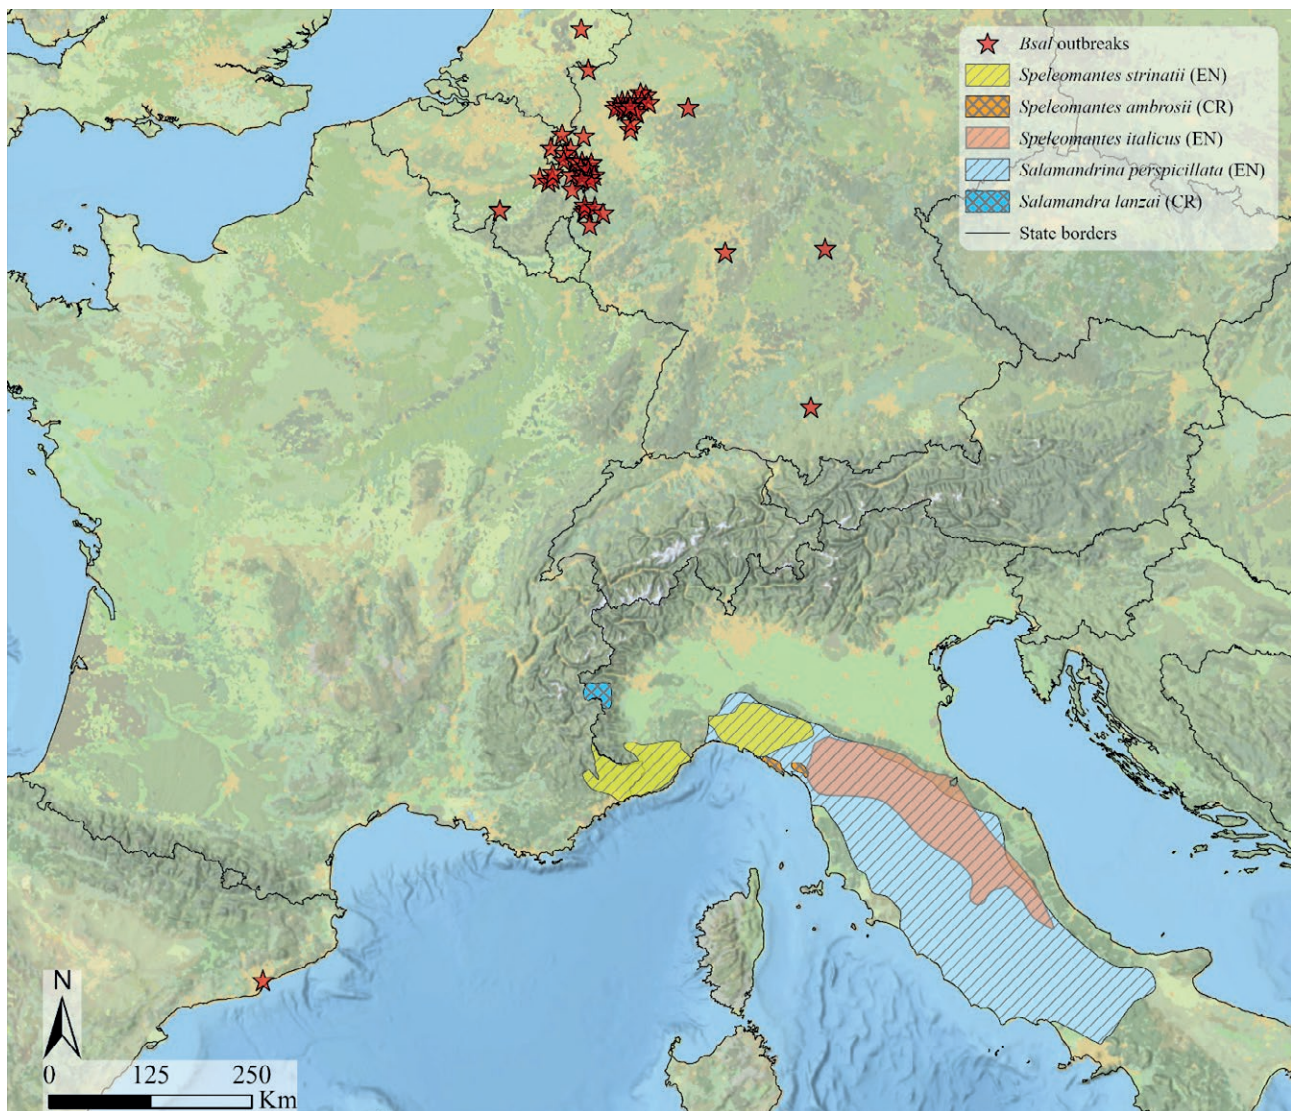 Bsal outbreaks
Speleomantes strinatii (EN)
Speleomantes ambrosii (CR)
Speleomantes italicus (EN)
Salamandrina perspicillata (EN)
Salamandra lanzai (CR)
State borders
N
0 125 250
Km